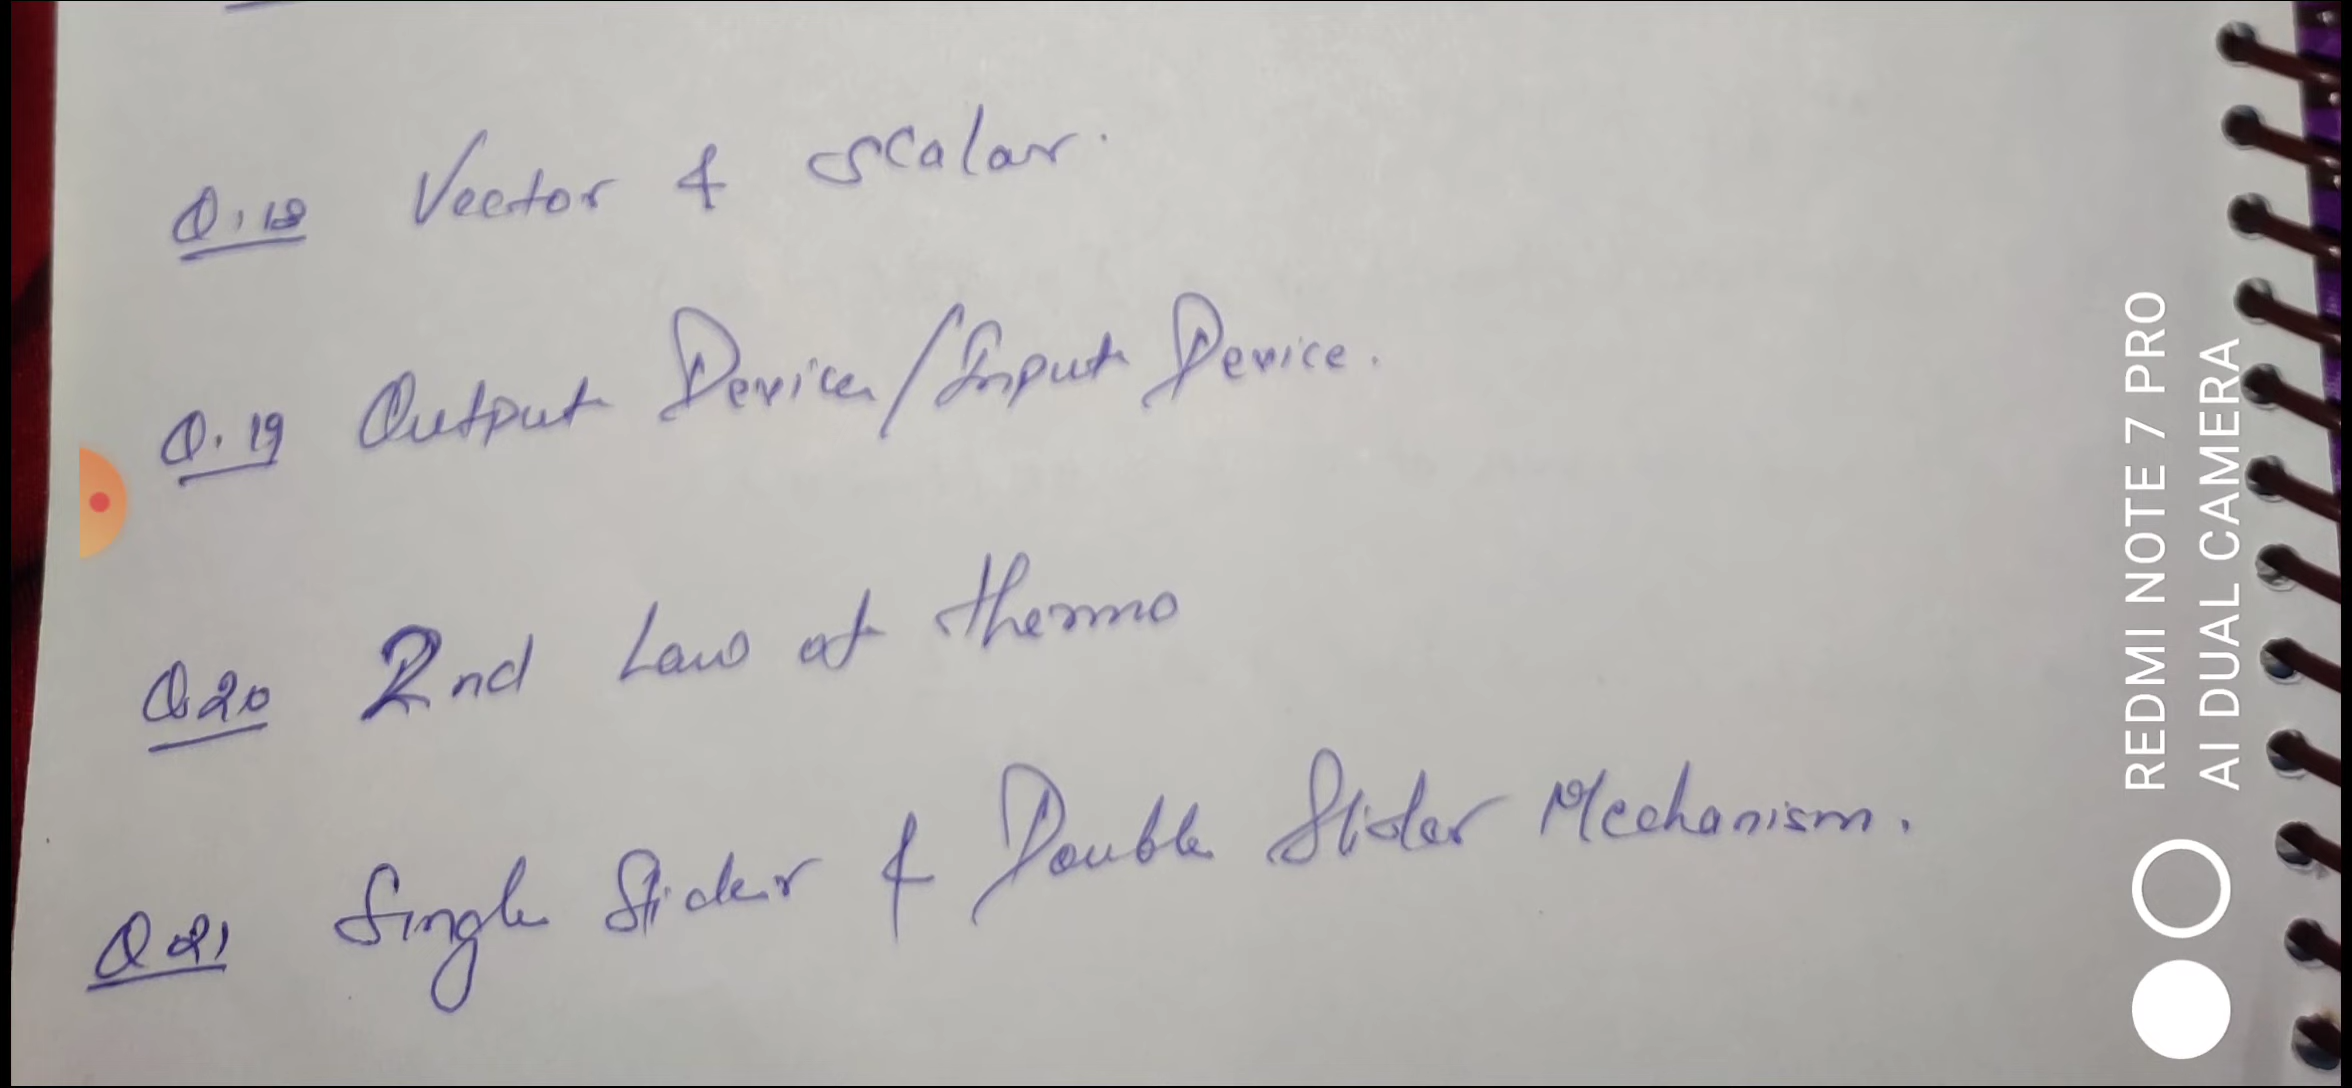 Q.18 Vector & Scalar.
Q.19 Output Device/Input Device.
Q.20 2nd Law of thermo
Q.21 Single Slider & Double Slider Mechanism.
REDMI NOTE 7 PRO
AI DUAL CAMERA